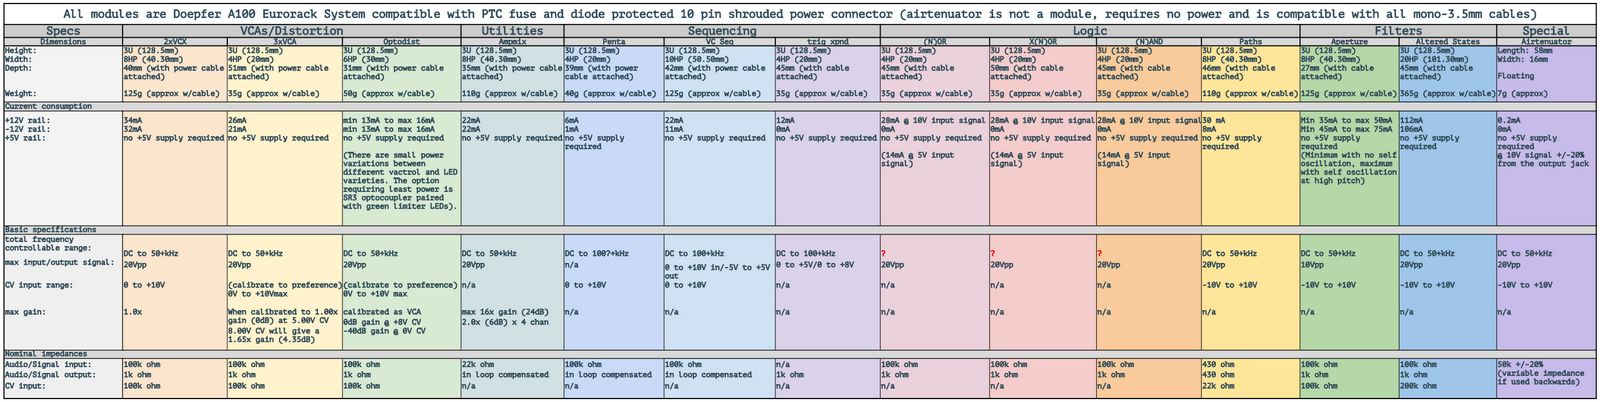 All modules are Doepfer A100 Eurorack System compatible with PTC fuse and diode protected 10 pin shrouded power connector (airtenuator is not a module, requires no power and is compatible with all mono-3.5mm cables)
Specs VCAs/Distortion Utilities Sequencing Logic Filters Special
Dimensions 2xVCX 3xVCA Optodist Ampmix Penta VC Seq trig xpnd (N)OR X(N)OR (N)AND Paths Aperture Altered States Airtenuator
Height: 3U (128.5mm) 3U (128.5mm) 3U (128.5mm) 3U (128.5mm) 3U (128.5mm) 3U (128.5mm) 3U (128.5mm) 3U (128.5mm) 3U (128.5mm) 3U (128.5mm) 3U (128.5mm) 3U (128.5mm) 3U (128.5mm) Length: 58mm
Width: 8HP (40.30mm) 4HP (20mm) 6HP (30mm) 8HP (40.30mm) 4HP (20mm) 10HP (50.50mm) 4HP (20mm) 4HP (20mm) 4HP (20mm) 4HP (20mm) 8HP (40.30mm) 8HP (40.30mm) 20HP (101.30mm) Width: 16mm
Depth: 40mm (with power cable 51mm (with power cable 31mm (with power cable 35mm (with power cable 39mm (with power 42mm (with power cable 45mm (with cable 45mm (with cable 50mm (with cable 45mm (with cable 46mm (with cable 27mm (with cable 45mm (with cable
attached) attached) attached) attached) cable attached) attached) attached) attached) attached) attached) attached) attached) attached) Floating
Weight: 125g (approx w/cable) 35g (approx w/cable) 50g (approx w/cable) 110g (approx w/cable) 40g (approx w/cable) 125g (approx w/cable) 35g (approx w/cable) 35g (approx w/cable) 35g (approx w/cable) 35g (approx w/cable) 110g (approx w/cable) 125g (approx w/cable) 365g (approx w/cable) 7g (approx)
Current consumption
+12V rail: 34mA 26mA min 13mA to max 16mA 22mA 6mA 22mA 12mA 28mA @ 10V input signal 28mA @ 10V input signal 28mA @ 10V input signal 30 mA Min 35mA to max 50mA 112mA 0.2mA
-12V rail: 32mA 21mA min 13mA to max 16mA 22mA 1mA 11mA 0mA 0mA 0mA 0mA 8mA Min 45mA to max 75mA 106mA 0mA
+5V rail: no +5V supply required no +5V supply required no +5V supply required no +5V supply required no +5V supply no +5V supply required no +5V supply required no +5V supply required no +5V supply required no +5V supply required no +5V supply no +5V supply no +5V supply no +5V supply
required required required required required
(There are small power (14mA @ 5V input (14mA @ 5V input (14mA @ 5V input (Minimum with no self @ 10V signal +/-20%
variations between signal) signal) signal) oscillation, maximum from the output jack
different vactrol and LED with self oscillation
varieties. The option at high pitch)
requiring least power is
SR3 optocoupler paired
with green limiter LEDs).
Basic specifications
total frequency
controllable range: DC to 50+kHz DC to 50+kHz DC to 50+kHz DC to 50+kHz DC to 100?+kHz DC to 100+kHz DC to 100+kHz ? ? ? DC to 50+kHz DC to 50+kHz DC to 50+kHz DC to 50+kHz
max input/output signal: 20Vpp 20Vpp 20Vpp 20Vpp n/a 0 to +10V in/-5V to +5V 0 to +5V/0 to +8V 20Vpp 20Vpp 20Vpp 20Vpp 10Vpp 20Vpp 20Vpp
out
CV input range: 0 to +10V (calibrate to preference) (calibrate to preference) n/a 0 to +10V 0 to +10V n/a n/a n/a n/a -10V to +10V -10V to +10V -10V to +10V -10V to +10V
0V to +10Vmax 0V to +10V max
max gain: 1.0x When calibrated to 1.00x calibrated as VCA max 16x gain (24dB) n/a n/a n/a n/a n/a n/a n/a n/a n/a n/a
gain (0dB) at 5.00V CV 0dB gain @ +8V CV 2.0x (6dB) x 4 chan
8.00V CV will give a -40dB gain @ 0V CV
1.65x gain (4.35dB)
Nominal impedances
Audio/Signal input: 100k ohm 100k ohm 100k ohm 22k ohm 100k ohm 100k ohm n/a 100k ohm 100k ohm 100k ohm 430 ohm 100k ohm 100k ohm 50k +/-20%
Audio/Signal output: 1k ohm 1k ohm 1k ohm in loop compensated in loop compensated in loop compensated 1k ohm 1k ohm 1k ohm 1k ohm 430 ohm 1k ohm 1k ohm (variable impedance
CV input: 100k ohm 100k ohm 100k ohm n/a n/a n/a n/a n/a n/a n/a 22k ohm 100k ohm 200k ohm if used backwards)